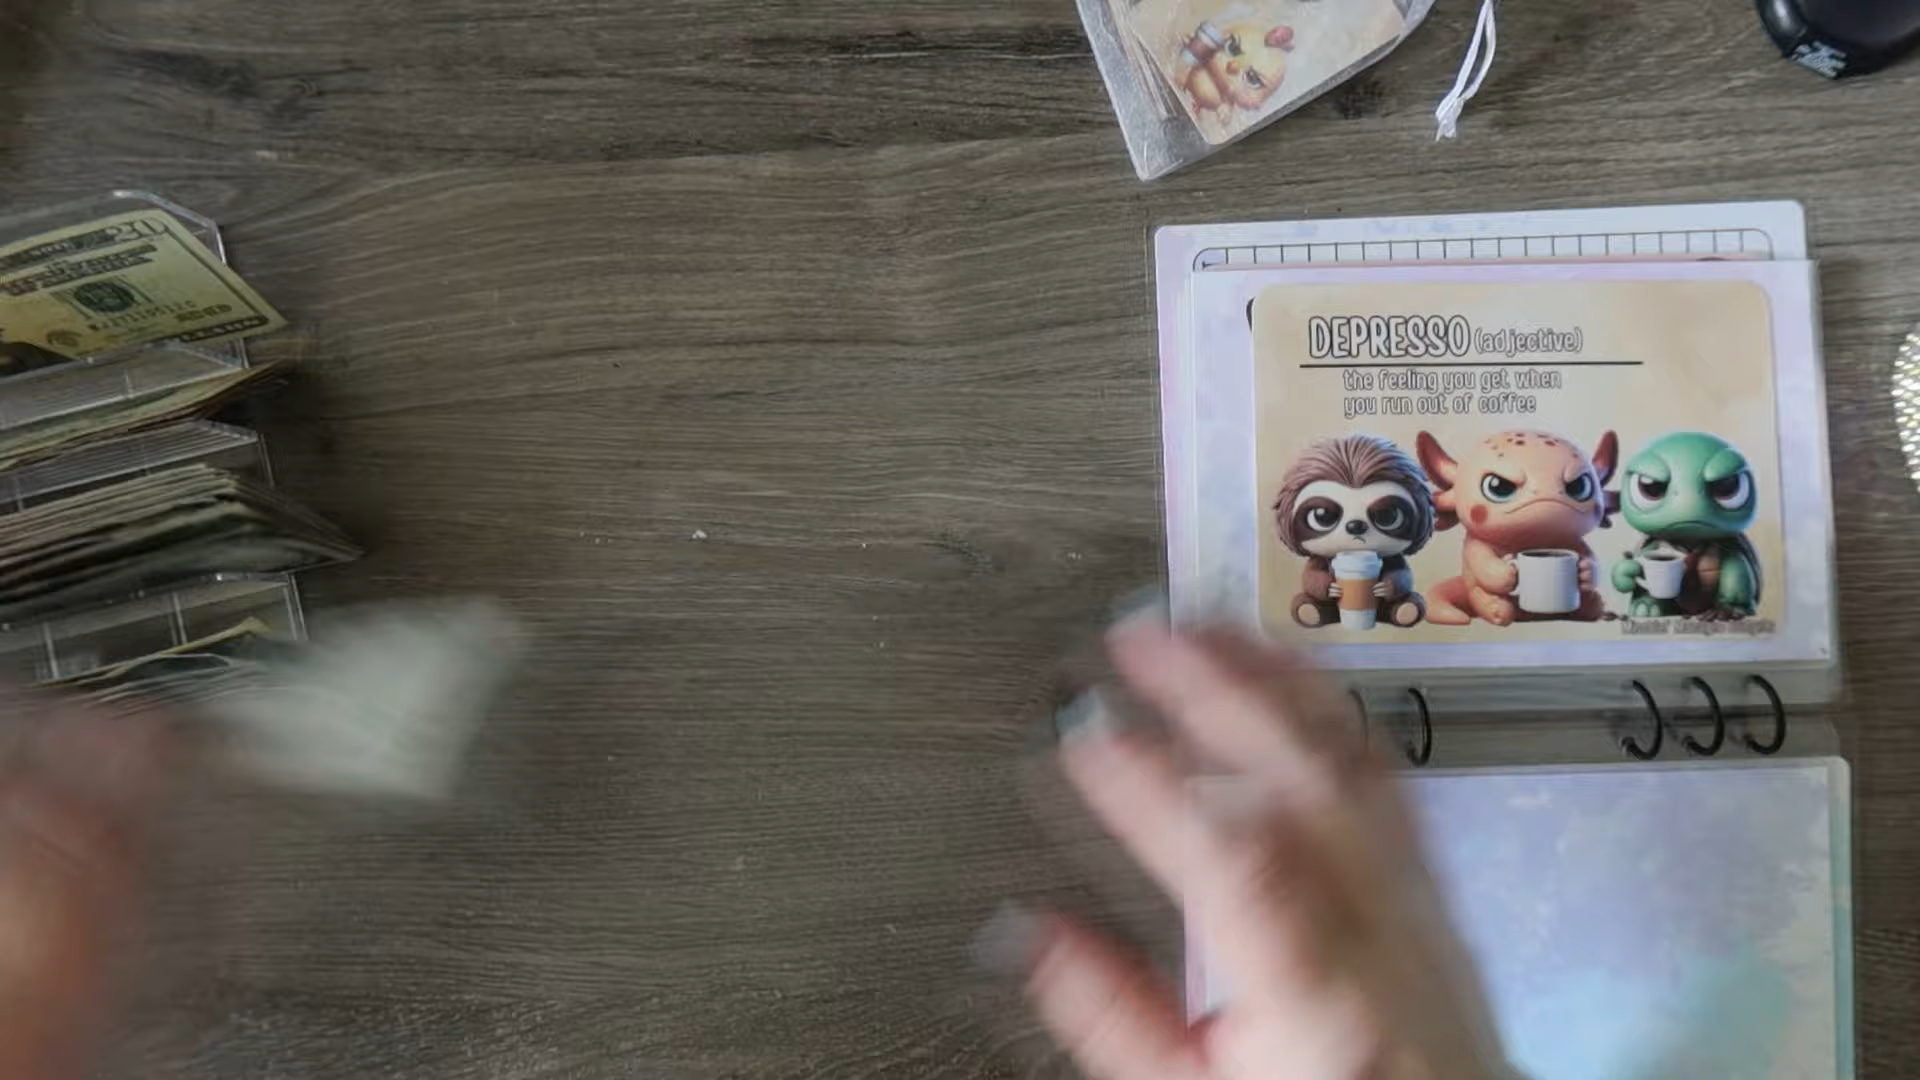 DEPRESSO (adjective)
the feeling you get when
you run out of coffee